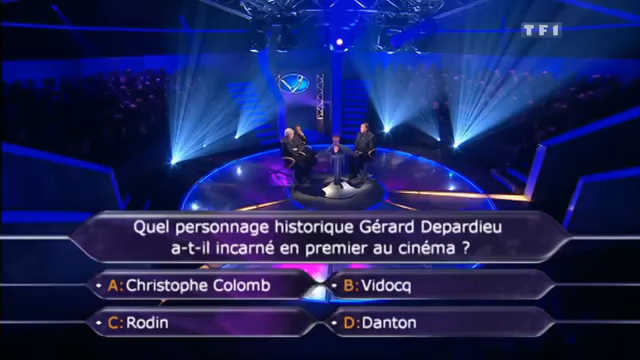 TF1
Quel personnage historique Gérard Depardieu
a-t-il incarné en premier au cinéma ?
A: Christophe Colomb
B: Vidocq
C: Rodin
D: Danton